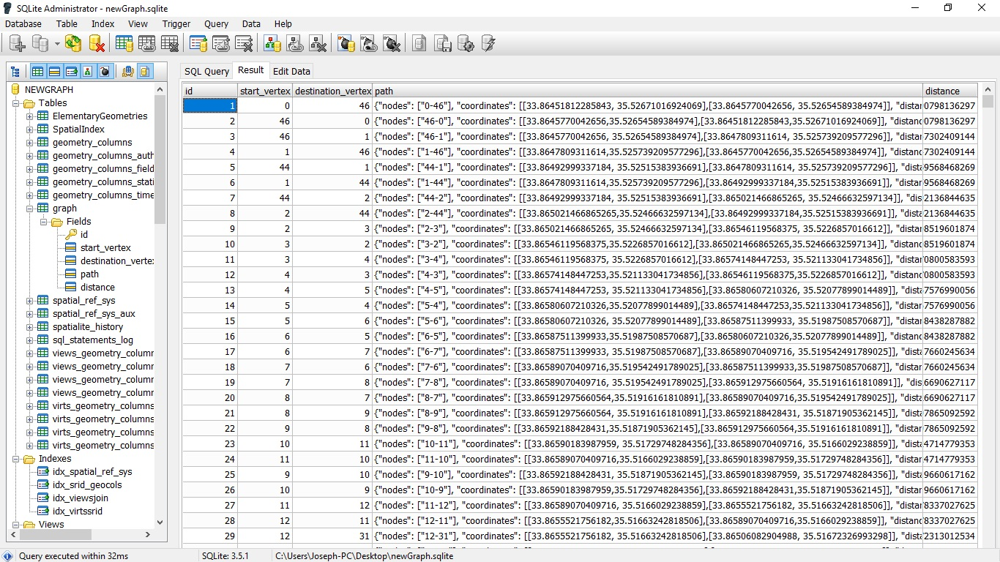 SQLite Administrator - newGraph.sqlite
Database Table Index View Trigger Query Data Help
SQL Query Result Edit Data
NEWGRAPH
Tables
ElementaryGeometries
SpatialIndex
geometry_columns
geometry_columns_auth
geometry_columns_field
geometry_columns_stati
geometry_columns_time
graph
Fields
id
start_vertex
destination_vertex
path
distance
spatial_ref_sys
spatial_ref_sys_aux
spatialite_history
sql_statements_log
views_geometry_column
views_geometry_column
views_geometry_column
virts_geometry_columns
virts_geometry_columns
virts_geometry_columns
virts_geometry_columns
Indexes
idx_spatial_ref_sys
idx_srid_geocols
idx_viewsjoin
idx_virtssrid
Views
id start_vertex destination_vertex path distance
1 0 46 {"nodes": ["0-46"], "coordinates": [[33.86451812285843, 35.52671016924069],[33.8645770042656, 35.52654589384974]], "distan 0798136297
2 46 0 {"nodes": ["46-0"], "coordinates": [[33.8645770042656,35.52654589384974],[33.86451812285843,35.52671016924069]], "distan 0798136297
3 46 1 {"nodes": ["46-1"], "coordinates": [[33.8645770042656, 35.52654589384974],[33.8647809311614, 35.525739209577296]], "distan 7302409144
4 1 46 {"nodes": ["1-46"], "coordinates": [[33.8647809311614,35.525739209577296],[33.8645770042656,35.52654589384974]], "distanc 7302409144
5 44 1 {"nodes": ["44-1"], "coordinates": [[33.86492999337184, 35.52515383936691],[33.8647809311614, 35.525739209577296]], "dista 9568468269
6 1 44 {"nodes": ["1-44"], "coordinates": [[33.8647809311614,35.525739209577296],[33.86492999337184,35.52515383936691]], "distan 9568468269
7 44 2 {"nodes": ["44-2"], "coordinates": [[33.86492999337184, 35.52515383936691],[33.865021466865265, 35.52466632597134]], "dis 2136844635
8 2 44 {"nodes": ["2-44"], "coordinates": [[33.865021466865265,35.52466632597134],[33.86492999337184,35.52515383936691]], "dista 2136844635
9 2 3 {"nodes": ["2-3"], "coordinates": [[33.865021466865265, 35.52466632597134],[33.86546119568375, 35.5226857016612]], "distan 8519601874
10 3 2 {"nodes": ["3-2"], "coordinates": [[33.86546119568375,35.5226857016612],[33.865021466865265,35.52466632597134]], "distan 8519601874
11 3 4 {"nodes": ["3-4"], "coordinates": [[33.86546119568375, 35.5226857016612],[33.86574148447253, 35.521133041734856]], "distan 0800583593
12 4 3 {"nodes": ["4-3"], "coordinates": [[33.86574148447253,35.521133041734856],[33.86546119568375,35.5226857016612]], "distan 0800583593
13 4 5 {"nodes": ["4-5"], "coordinates": [[33.86574148447253, 35.521133041734856],[33.86580607210326, 35.52077899014489]], "dista 7576990056
14 5 4 {"nodes": ["5-4"], "coordinates": [[33.86580607210326,35.52077899014489],[33.86574148447253,35.521133041734856]], "distan 7576990056
15 5 6 {"nodes": ["5-6"], "coordinates": [[33.86580607210326, 35.52077899014489],[33.86587511399933, 35.51987508570687]], "distan 8438287882
16 6 5 {"nodes": ["6-5"], "coordinates": [[33.86587511399933,35.51987508570687],[33.86580607210326,35.52077899014489]], "distan 8438287882
17 6 7 {"nodes": ["6-7"], "coordinates": [[33.86587511399933, 35.51987508570687],[33.86589070409716, 35.519542491789025]], "dista 7660245634
18 7 6 {"nodes": ["7-6"], "coordinates": [[33.86589070409716,35.519542491789025],[33.86587511399933,35.51987508570687]], "distan 7660245634
19 7 8 {"nodes": ["7-8"], "coordinates": [[33.86589070409716, 35.519542491789025],[33.865912975660564, 35.51916161810891]], "dis 6690627117
20 8 7 {"nodes": ["8-7"], "coordinates": [[33.865912975660564,35.51916161810891],[33.86589070409716,35.519542491789025]], "dista 6690627117
21 8 9 {"nodes": ["8-9"], "coordinates": [[33.865912975660564, 35.51916161810891],[33.86592188428431, 35.51871905362145]], "dista 7865092592
22 9 8 {"nodes": ["9-8"], "coordinates": [[33.86592188428431,35.51871905362145],[33.865912975660564,35.51916161810891]], "distan 7865092592
23 10 11 {"nodes": ["10-11"], "coordinates": [[33.86590183987959, 35.51729748284356],[33.86589070409716, 35.5166029238859]], "dista 4714779353
24 11 10 {"nodes": ["11-10"], "coordinates": [[33.86589070409716,35.5166029238859],[33.86590183987959,35.51729748284356]], "distan 4714779353
25 9 10 {"nodes": ["9-10"], "coordinates": [[33.86592188428431, 35.51871905362145],[33.86590183987959, 35.51729748284356]], "dista 9660617162
26 10 9 {"nodes": ["10-9"], "coordinates": [[33.86590183987959,35.51729748284356],[33.86592188428431,35.51871905362145]], "distan 9660617162
27 11 12 {"nodes": ["11-12"], "coordinates": [[33.86589070409716, 35.5166029238859],[33.8655521756182, 35.51663242818506]], "distan 8337027625
28 12 11 {"nodes": ["12-11"], "coordinates": [[33.8655521756182,35.51663242818506],[33.86589070409716,35.5166029238859]], "distanc 8337027625
29 12 31 {"nodes": ["12-31"], "coordinates": [[33.8655521756182, 35.51663242818506],[33.86506082904988, 35.51672326993298]], "dista 2313012534
Query executed within 32ms SQLite: 3.5.1 C:\Users\Joseph-PC\Desktop\newGraph.sqlite